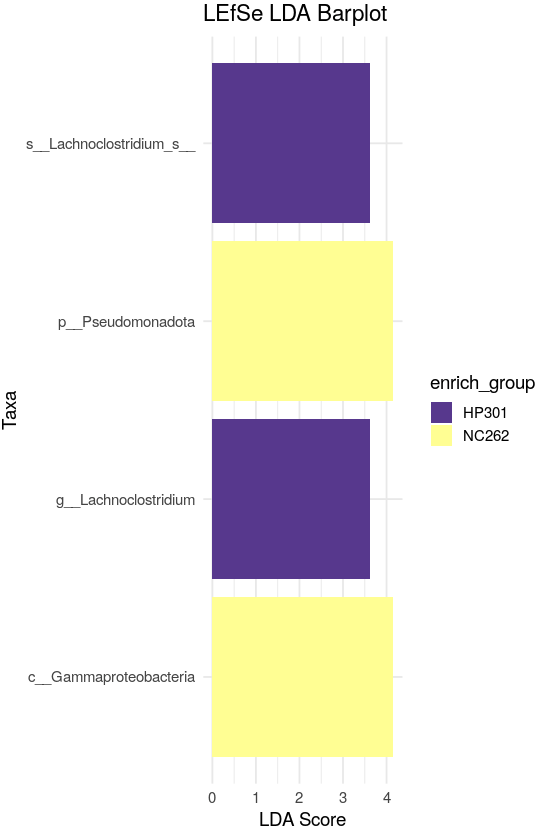 LEfSe LDA Barplot
s__Lachnoclostridium_s__
p__Pseudomonadota
g__Lachnoclostridium
c__Gammaproteobacteria
Taxa
0 1 2 3 4
LDA Score
enrich_group
HP301
NC262